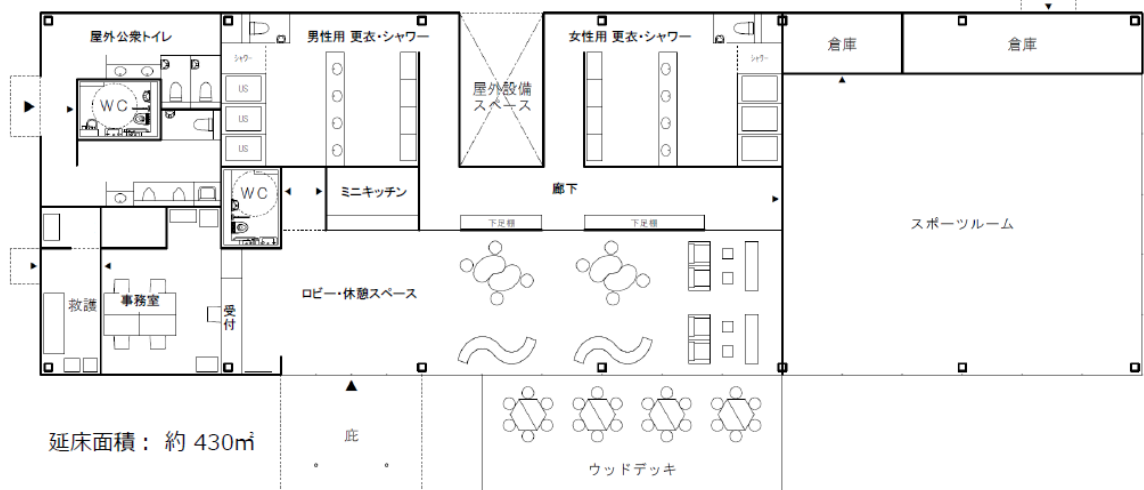 屋外公衆トイレ
男性用 更衣・シャワー
女性用 更衣・シャワー
倉庫
倉庫
シャワー
シャワー
屋外設備
スペース
US
US
US
WC
WC
ミニキッチン
廊下
下足棚
下足棚
スポーツルーム
救護
事務室
受付
ロビー・休憩スペース
延床面積： 約 430㎡
庇
ウッドデッキ